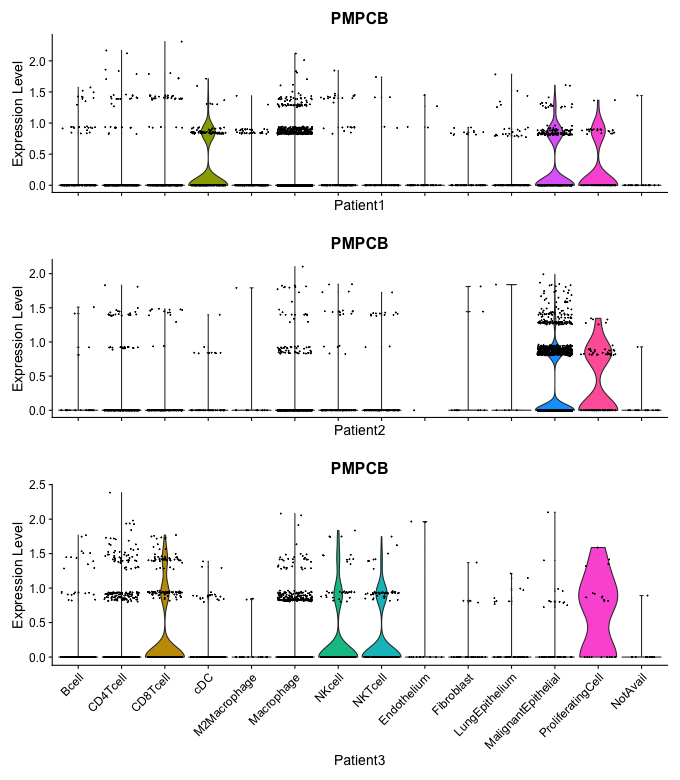 PMPCB
Expression Level
2.0
1.5
1.0
0.5
0.0
Patient1
PMPCB
Expression Level
2.0
1.5
1.0
0.5
0.0
Patient2
PMPCB
Expression Level
2.5
2.0
1.5
1.0
0.5
0.0
Bcell
CD4Tcell
CD8Tcell
cDC
M2Macrophage
Macrophage
NKcell
NKTcell
Endothelium
Fibroblast
LungEpithelium
MalignantEpithelial
ProliferatingCell
NotAvail
Patient3